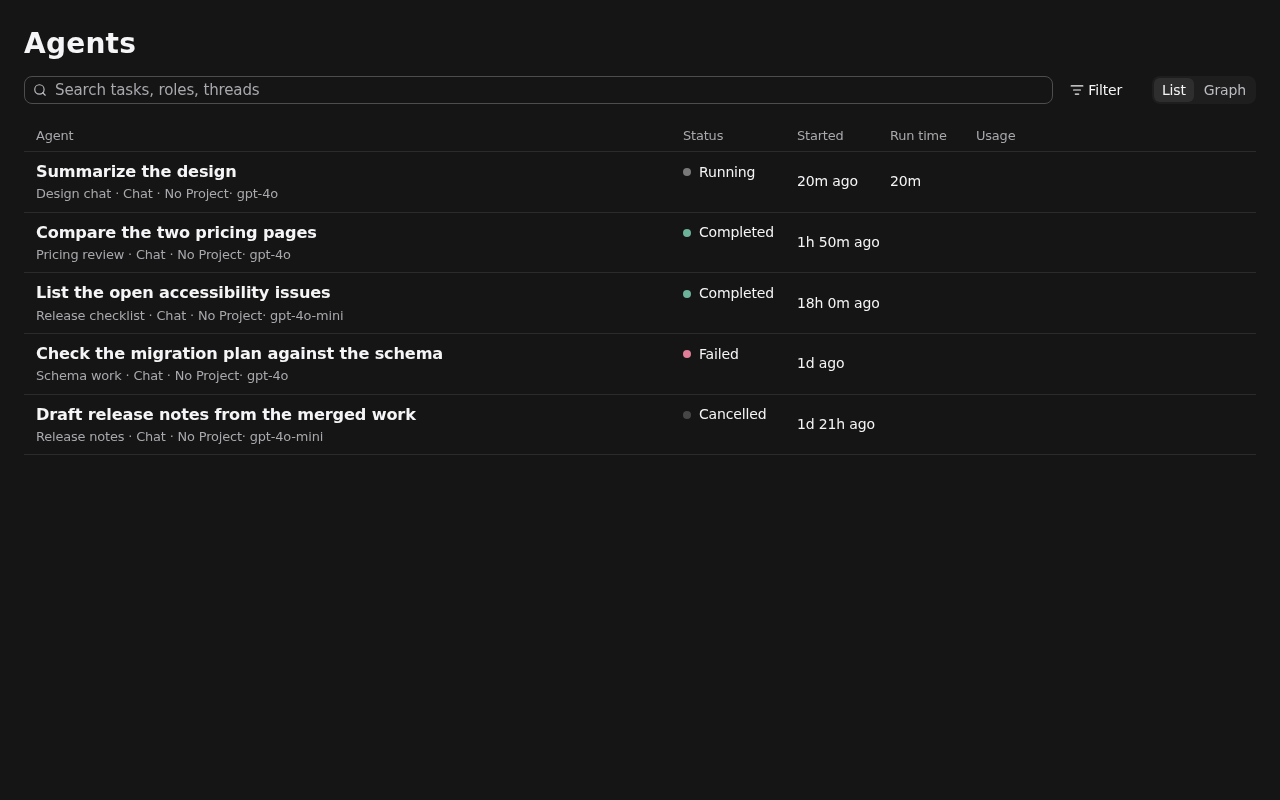 Agents
Search tasks, roles, threads
Filter
List
Graph
Agent Status Started Run time Usage
Summarize the design
Design chat · Chat · No Project· gpt-4o
Running
20m ago
20m
Compare the two pricing pages
Pricing review · Chat · No Project· gpt-4o
Completed
1h 50m ago
List the open accessibility issues
Release checklist · Chat · No Project· gpt-4o-mini
Completed
18h 0m ago
Check the migration plan against the schema
Schema work · Chat · No Project· gpt-4o
Failed
1d ago
Draft release notes from the merged work
Release notes · Chat · No Project· gpt-4o-mini
Cancelled
1d 21h ago